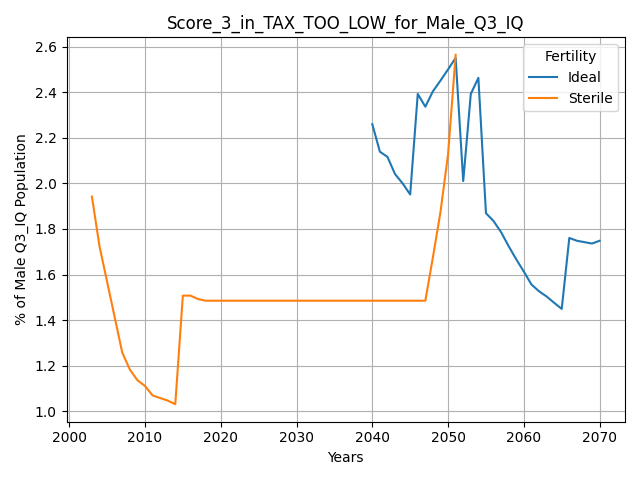 Score_3_in_TAX_TOO_LOW_for_Male_Q3_IQ
% of Male Q3_IQ Population
2.6
2.4
2.2
2.0
1.8
1.6
1.4
1.2
1.0
Fertility
Ideal
Sterile
2000 2010 2020 2030 2040 2050 2060 2070
Years